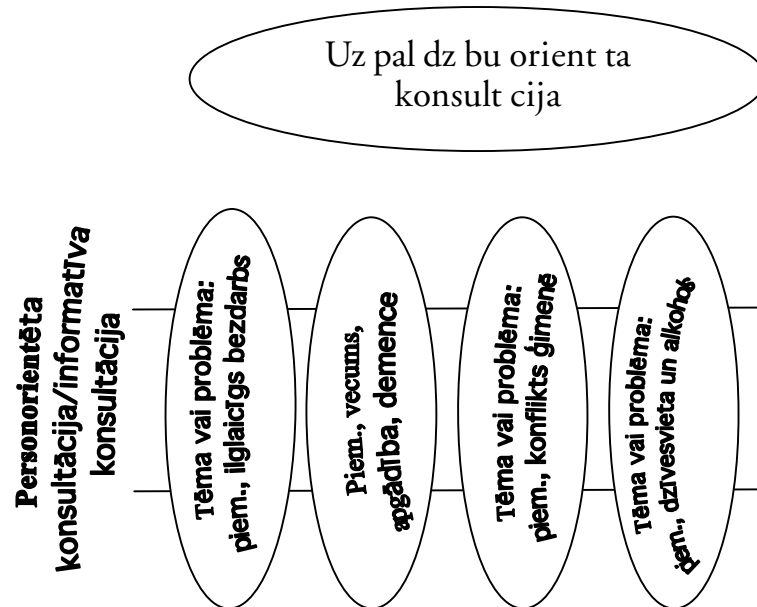 Uz pal dz bu orient ta
konsult cija
Personorientēta
konsultācija/informatīva
konsultācija
Tēma vai problēma:
piem., ilglaicīgs bezdarbs
Piem., vecums,
apgādība, demence
Tēma vai problēma:
piem., konflikts ģimenē
Tēma vai problēma:
piem., dzīvesvieta un alkohols